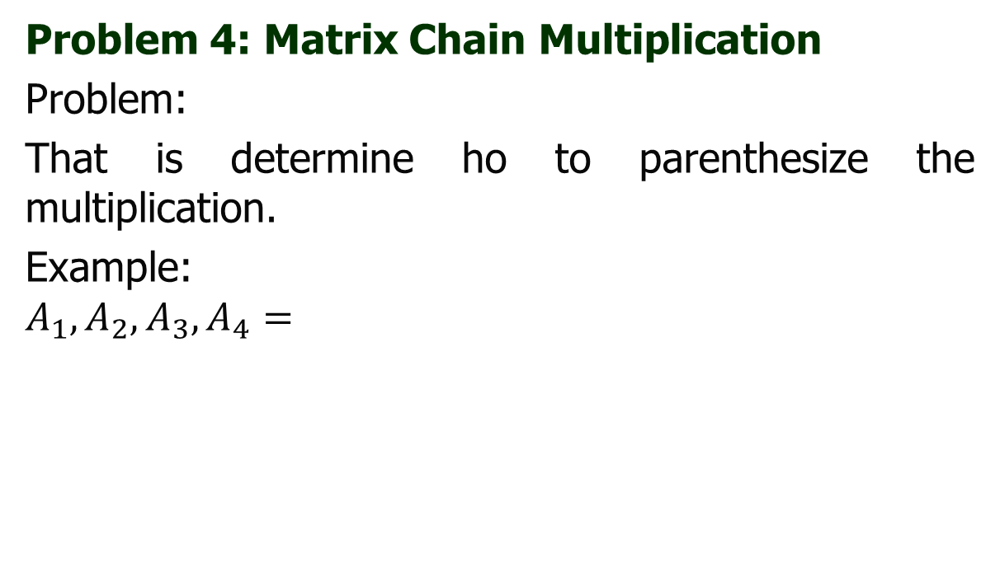 Problem 4: Matrix Chain Multiplication
Problem:
That is determine ho to parenthesize the
multiplication.
Example:
𝐴₁, 𝐴₂, 𝐴₃, 𝐴₄ =